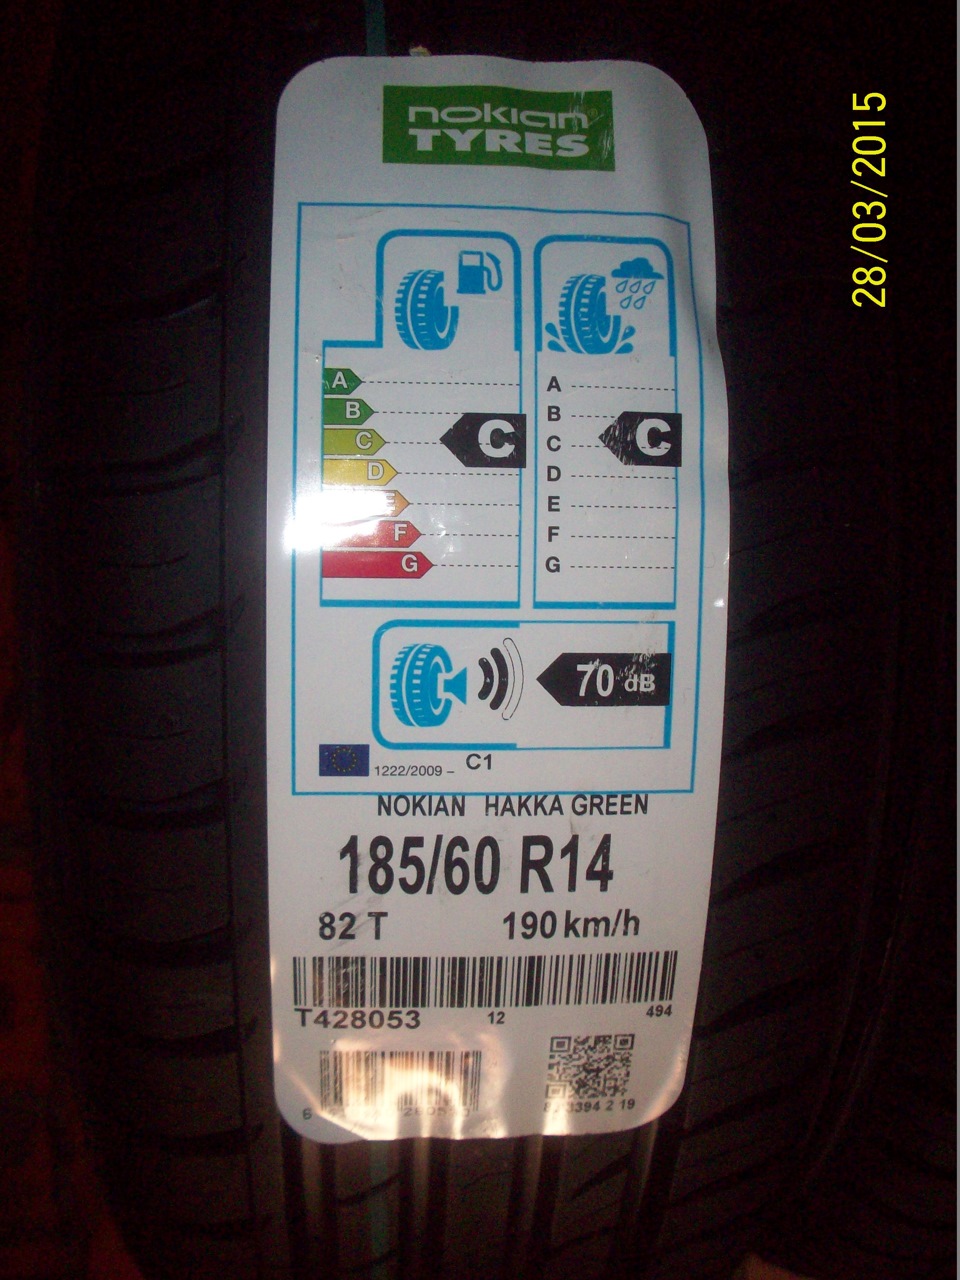 nokian®
TYRES
28/03/2015
A
B
C
D
E
F
G
C
A
B
C
D
E
F
G
C
70 dB
1222/2009 – C1
NOKIAN HAKKA GREEN
185/60 R14
82 T 190 km/h
T428053 12 494